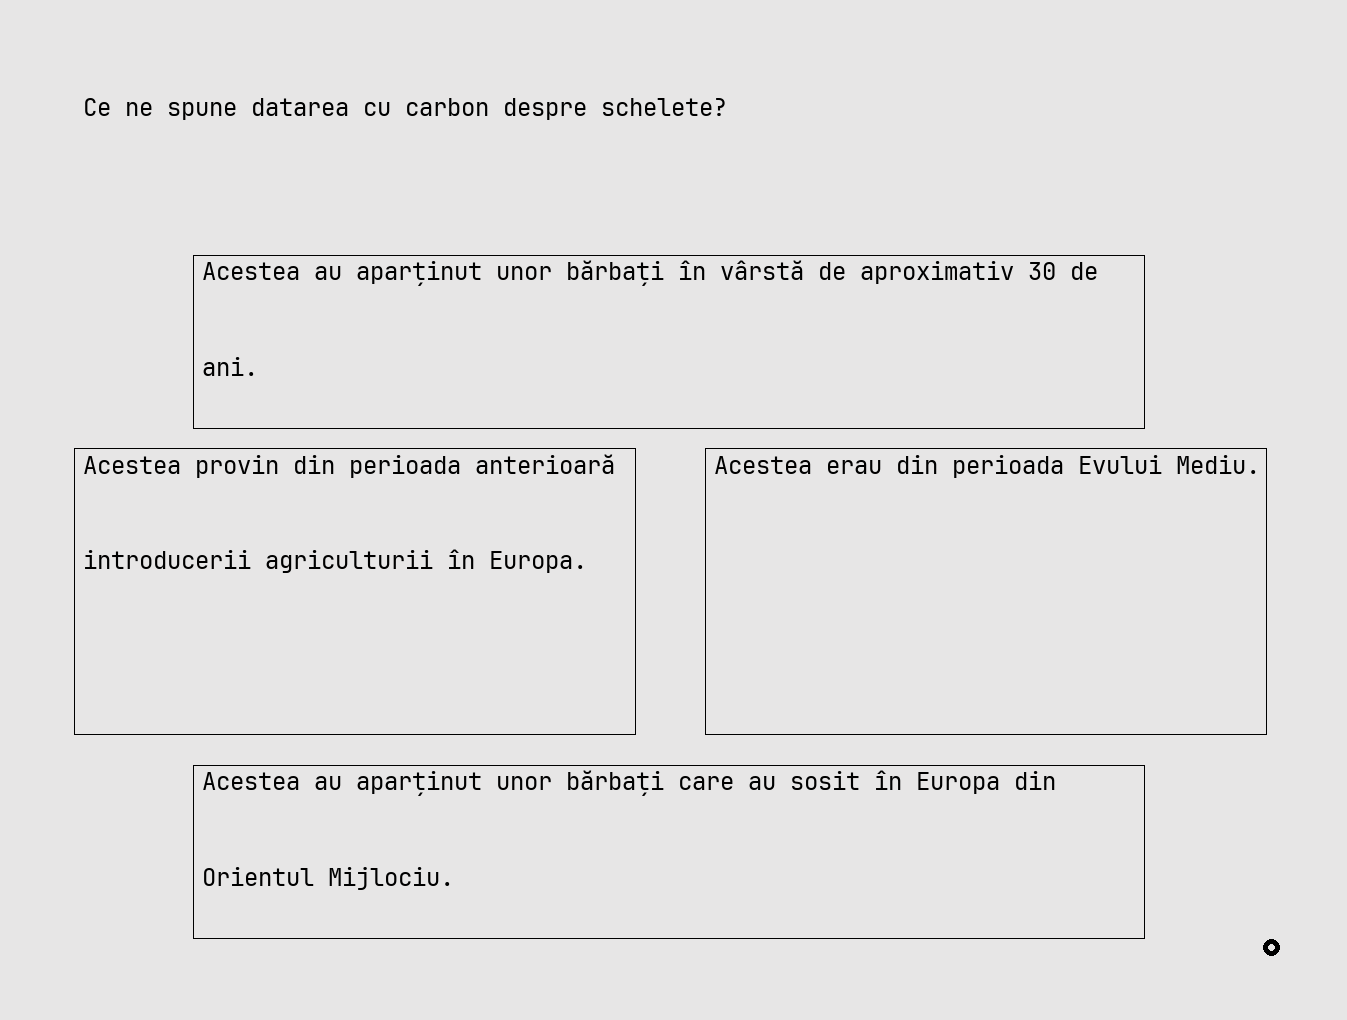 Ce ne spune datarea cu carbon despre schelete?
Acestea au aparținut unor bărbați în vârstă de aproximativ 30 de
ani.
Acestea provin din perioada anterioară
introducerii agriculturii în Europa.
Acestea erau din perioada Evului Mediu.
Acestea au aparținut unor bărbați care au sosit în Europa din
Orientul Mijlociu.